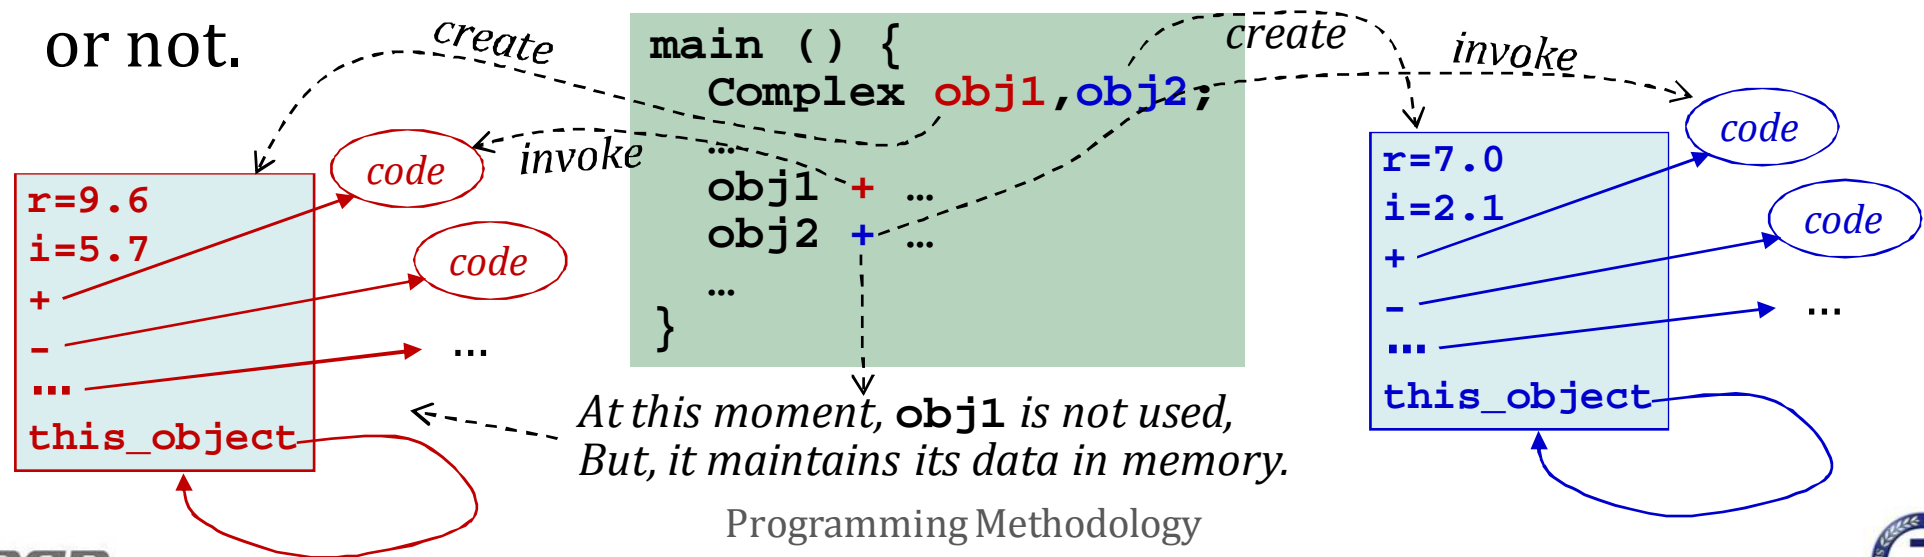 or not.
create
main () {
Complex obj1,obj2;
…
obj1 + …
obj2 + …
…
}
create
invoke
invoke
code
code
…
r=9.6
i=5.7
+
-
…
this_object
r=7.0
i=2.1
+
-
…
this_object
code
code
…
At this moment, obj1 is not used,
But, it maintains its data in memory.
Programming Methodology